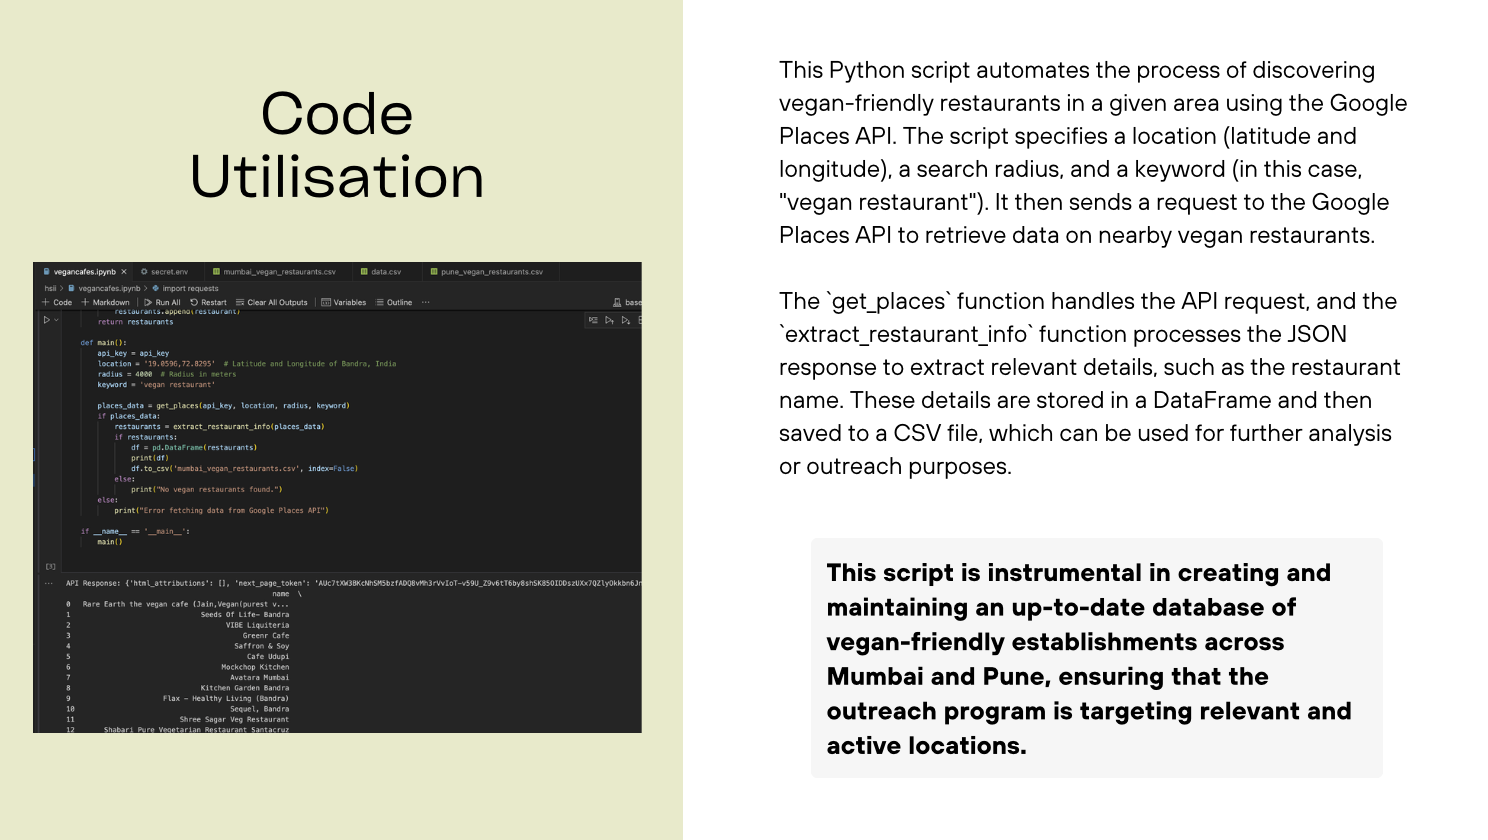 Code
Utilisation
vegancafes.ipynb
secret.env
mumbai_vegan_restaurants.csv
data.csv
pune_vegan_restaurants.csv
hsii > vegancafes.ipynb > import requests
+ Code + Markdown | Run All Restart Clear All Outputs | Variables Outline ... base
restaurants.append(restaurant)
return restaurants
def main():
api_key = api_key
location = '19.0596,72.8295' # Latitude and Longitude of Bandra, India
radius = 4000 # Radius in meters
keyword = 'vegan restaurant'
places_data = get_places(api_key, location, radius, keyword)
if places_data:
restaurants = extract_restaurant_info(places_data)
if restaurants:
df = pd.DataFrame(restaurants)
print(df)
df.to_csv('mumbai_vegan_restaurants.csv', index=False)
else:
print("No vegan restaurants found.")
else:
print("Error fetching data from Google Places API")
if __name__ == '__main__':
main()
[3]
... API Response: {'html_attributions': [], 'next_page_token':
name \
0 Rare Earth the vegan cafe (Jain,Vegan(purest v...
1 Seeds Of Life- Bandra
2 VIBE Liquiteria
3 Greenr Cafe
4 Saffron & Soy
5 Cafe Udupi
6 Mockchop Kitchen
7 Avatara Mumbai
8 Kitchen Garden Bandra
9 Flax - Healthy Living (Bandra)
10 Sequel, Bandra
11 Shree Sagar Veg Restaurant
12 Shabari Pure Vegetarian Restaurant Santacruz
This Python script automates the process of discovering
vegan-friendly restaurants in a given area using the Google
Places API. The script specifies a location (latitude and
longitude), a search radius, and a keyword (in this case,
"vegan restaurant"). It then sends a request to the Google
Places API to retrieve data on nearby vegan restaurants.
The `get_places` function handles the API request, and the
`extract_restaurant_info` function processes the JSON
response to extract relevant details, such as the restaurant
name. These details are stored in a DataFrame and then
saved to a CSV file, which can be used for further analysis
or outreach purposes.
This script is instrumental in creating and
maintaining an up-to-date database of
vegan-friendly establishments across
Mumbai and Pune, ensuring that the
outreach program is targeting relevant and
active locations.